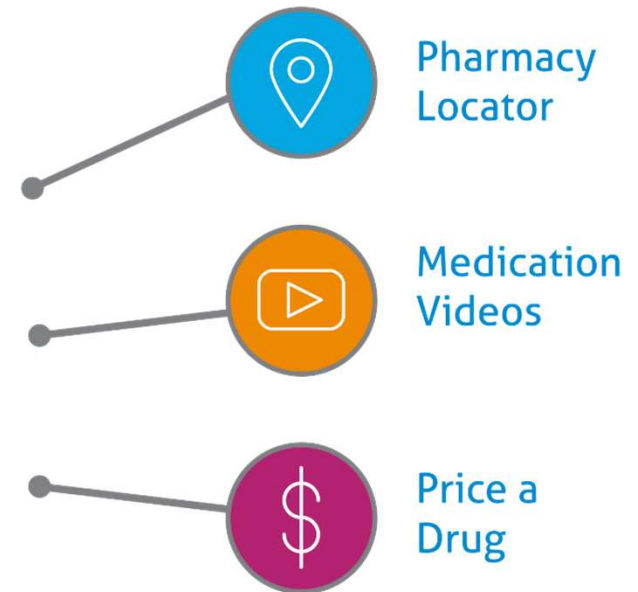 Pharmacy
Locator
Medication
Videos
$
Price a
Drug